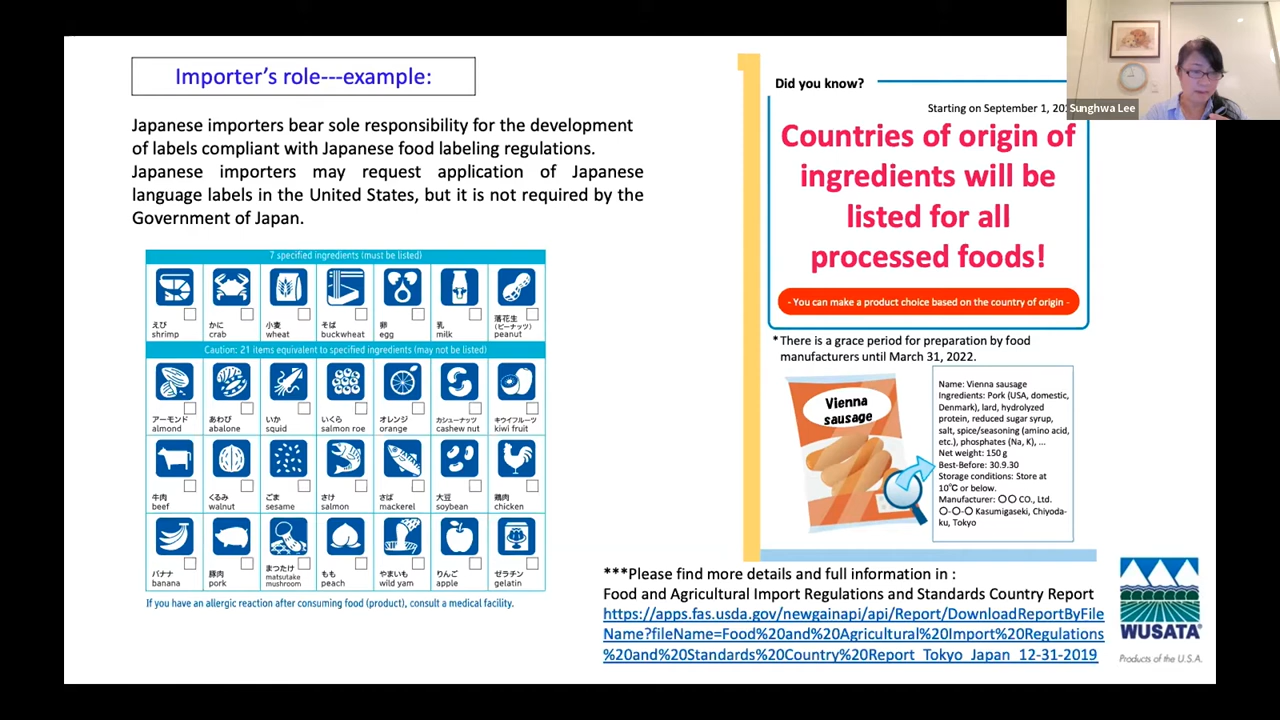 Importer's role---example:
Japanese importers bear sole responsibility for the development
of labels compliant with Japanese food labeling regulations.
Japanese importers may request application of Japanese
language labels in the United States, but it is not required by the
Government of Japan.
7 specified ingredients (must be listed)
えび かに 小麦 そば 卵 乳 落花生
(ピーナッツ)
shrimp crab wheat buckwheat egg milk peanut
Caution: 21 items equivalent to specified ingredients (may not be listed)
アーモンド あわび いか いくら オレンジ カシューナッツ キウイフルーツ
almond abalone squid salmon roe orange cashew nut kiwi fruit
牛肉 くるみ ごま さけ さば 大豆 鶏肉
beef walnut sesame salmon mackerel soybean chicken
バナナ 豚肉 まつたけ もも やまいも りんご ゼラチン
banana pork matsutake mushroom peach wild yam apple gelatin
If you have an allergic reaction after consuming food (product), consult a medical facility.
Did you know?
Starting on September 1,
Countries of origin of
ingredients will be
listed for all
processed foods!
- You can make a product choice based on the country of origin -
*There is a grace period for preparation by food
manufacturers until March 31, 2022.
Vienna
sausage
Name: Vienna sausage
Ingredients: Pork (USA, domestic,
Denmark), lard, hydrolyzed
protein, reduced sugar syrup,
salt, spice/seasoning (amino acid,
etc.), phosphates (Na, K), ...
Net weight: 150 g
Best-Before: 30.9.30
Storage conditions: Store at
10℃ or below.
Manufacturer: 〇〇 CO., Ltd.
〇-〇-〇 Kasumigaseki, Chiyoda-
ku, Tokyo
***Please find more details and full information in :
Food and Agricultural Import Regulations and Standards Country Report
https://apps.fas.usda.gov/newgainapi/api/Report/DownloadReportByFile
Name?fileName=Food%20and%20Agricultural%20Import%20Regulations
%20and%20Standards%20Country%20Report_Tokyo_Japan_12-31-2019
WUSATA®
Products of the U.S.A.
Sunghwa Lee